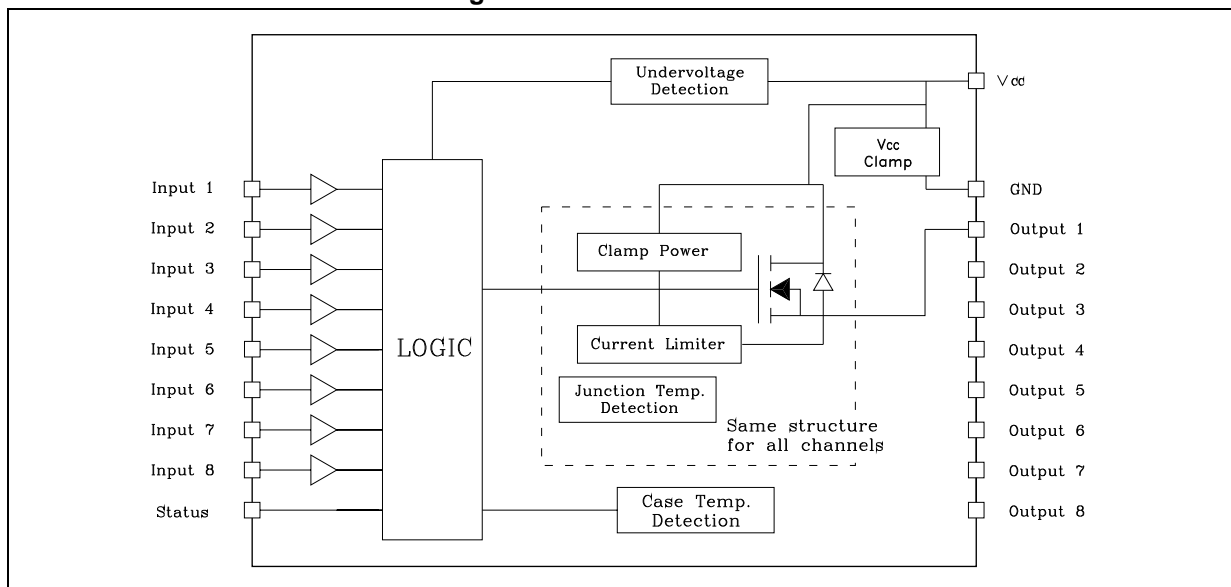 Undervoltage
Detection
Vcc
Vcc
Clamp
Input 1
GND
Input 2
Output 1
Clamp Power
Input 3
Output 2
Input 4
Output 3
LOGIC
Current Limiter
Input 5
Output 4
Input 6
Junction Temp.
Detection
Output 5
Input 7
Same structure
for all channels
Output 6
Input 8
Output 7
Status
Case Temp.
Detection
Output 8